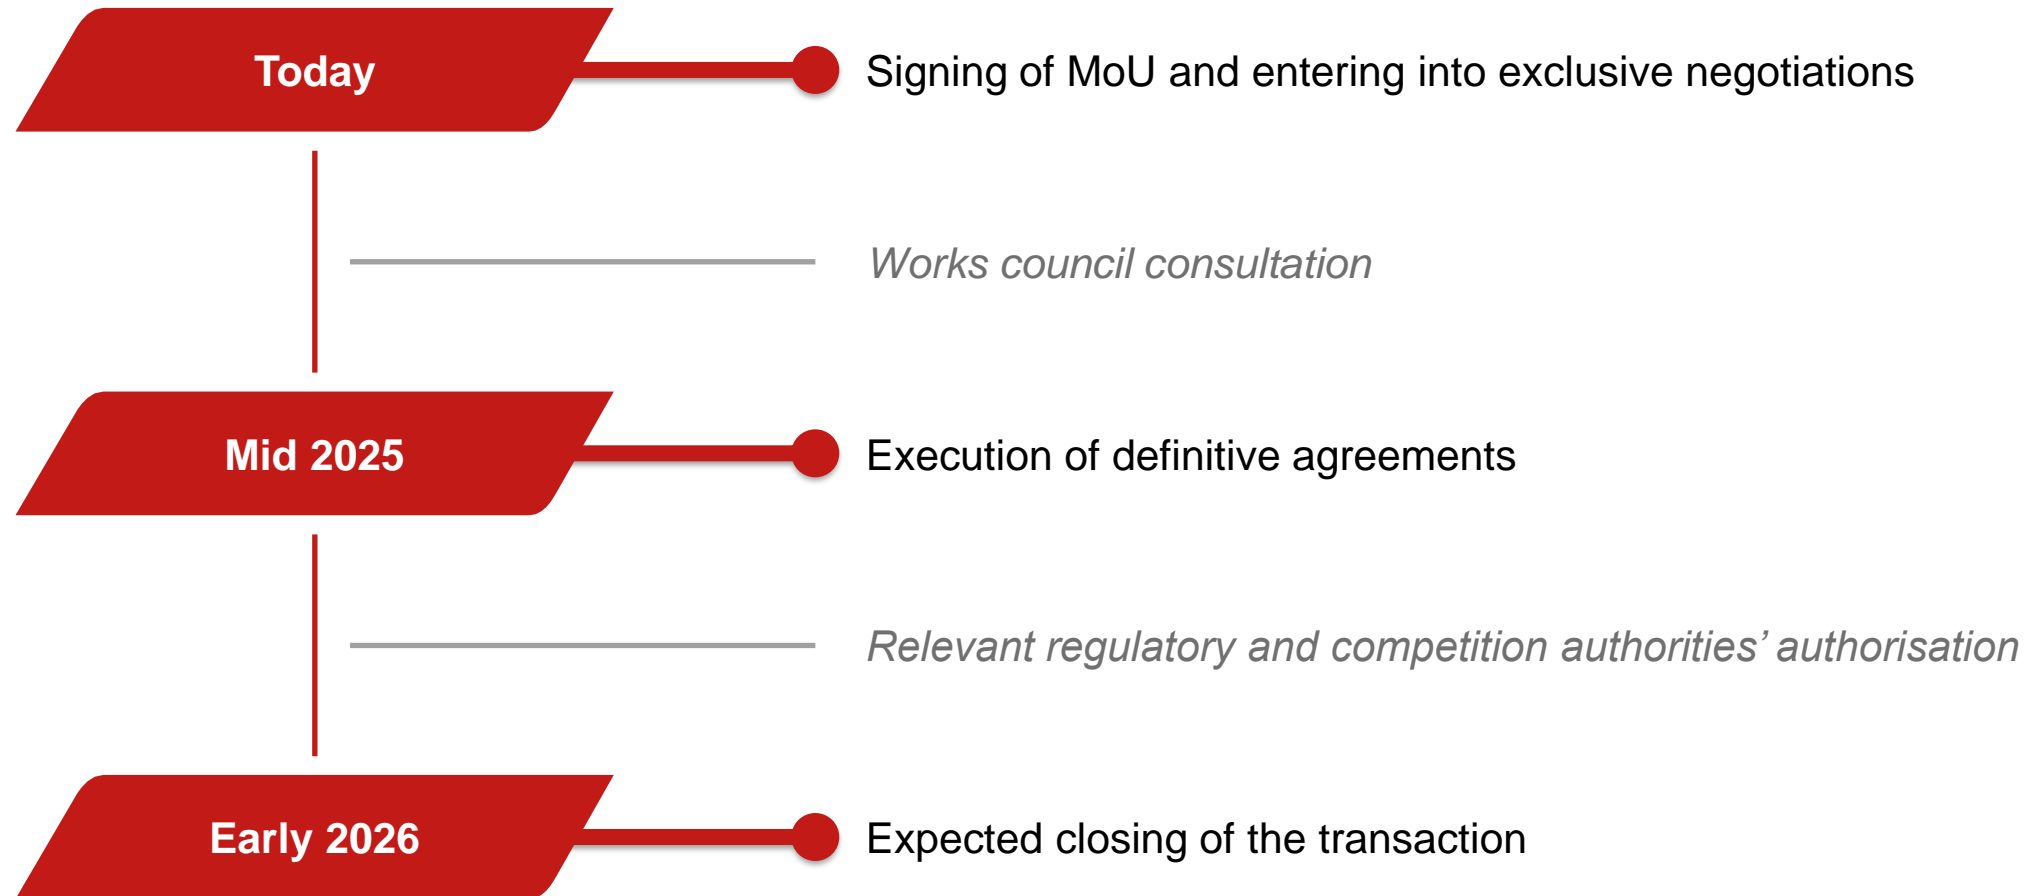 Today
Signing of MoU and entering into exclusive negotiations
Works council consultation
Mid 2025
Execution of definitive agreements
Relevant regulatory and competition authorities’ authorisation
Early 2026
Expected closing of the transaction